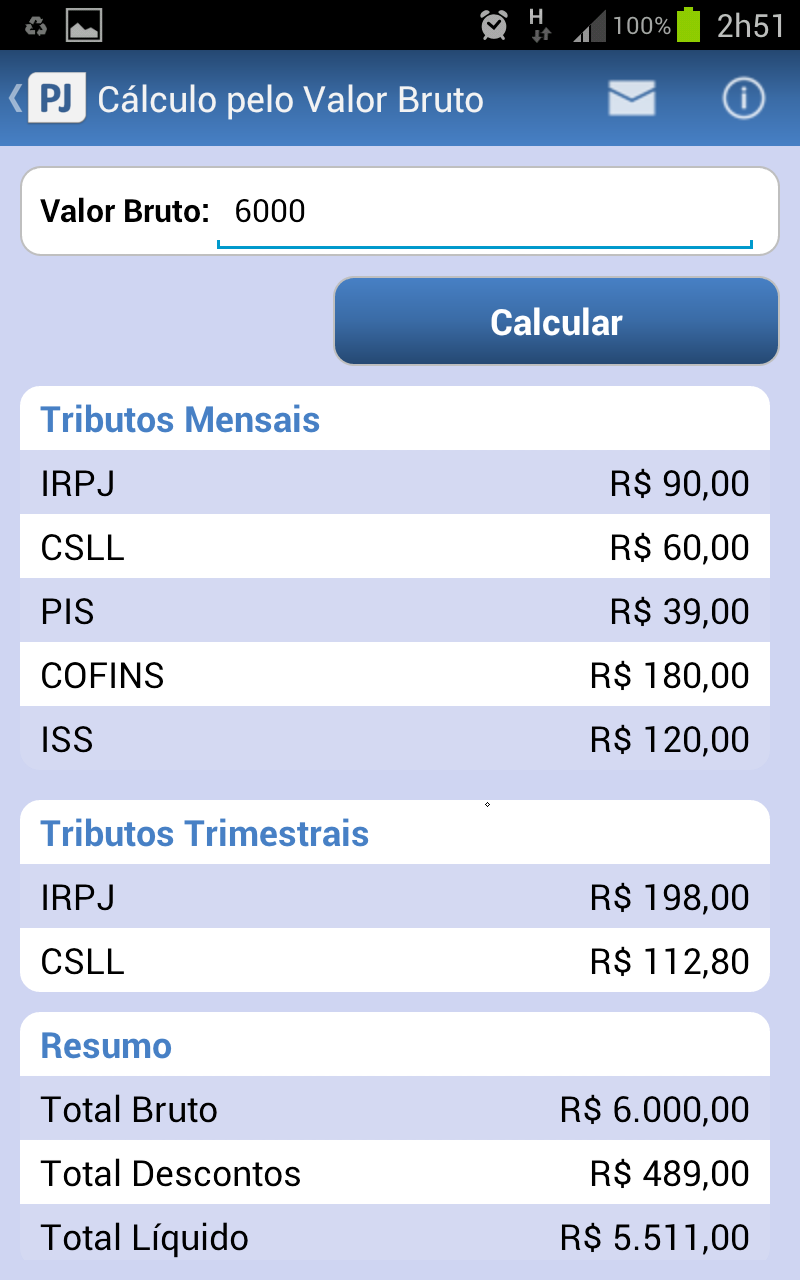 H
100%
2h51
PJ Cálculo pelo Valor Bruto
Valor Bruto: 6000
Calcular
Tributos Mensais
IRPJ R$ 90,00
CSLL R$ 60,00
PIS R$ 39,00
COFINS R$ 180,00
ISS R$ 120,00
Tributos Trimestrais
IRPJ R$ 198,00
CSLL R$ 112,80
Resumo
Total Bruto R$ 6.000,00
Total Descontos R$ 489,00
Total Líquido R$ 5.511,00